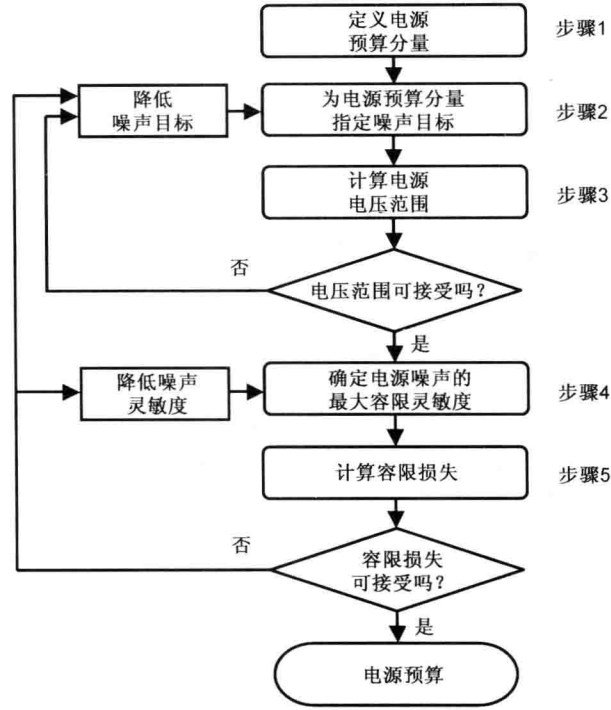 定义电源
预算分量
步骤1
降低
噪声目标
为电源预算分量
指定噪声目标
步骤2
计算电源
电压范围
步骤3
否
电压范围可接受吗？
是
降低噪声
灵敏度
确定电源噪声的
最大容限灵敏度
步骤4
计算容限损失
步骤5
否
容限损失
可接受吗？
是
电源预算